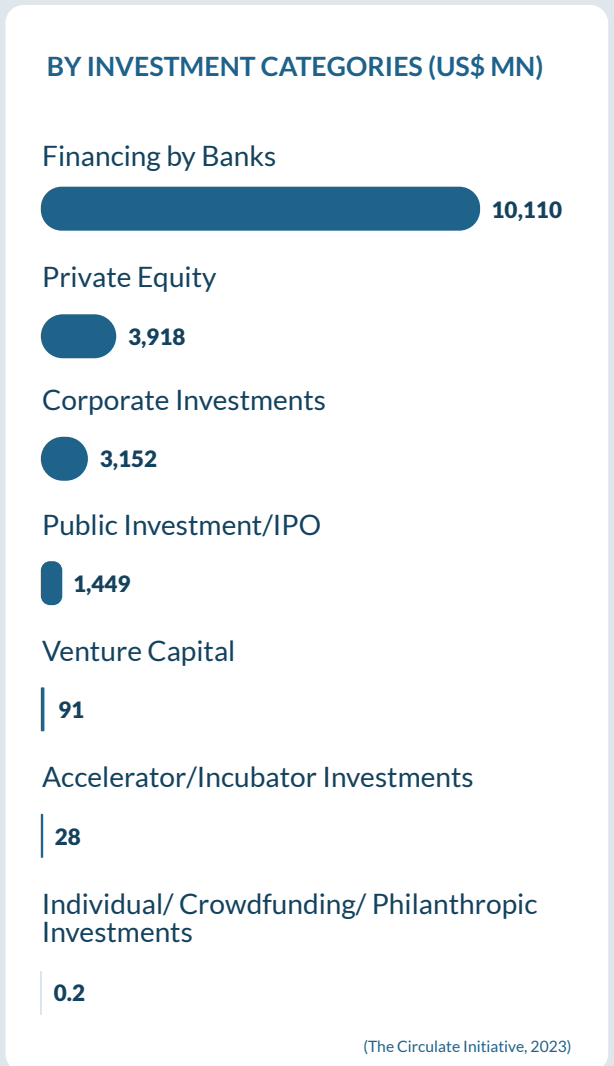 BY INVESTMENT CATEGORIES (US$ MN)
Financing by Banks
10,110
Private Equity
3,918
Corporate Investments
3,152
Public Investment/IPO
1,449
Venture Capital
91
Accelerator/Incubator Investments
28
Individual/ Crowdfunding/ Philanthropic
Investments
0.2
(The Circulate Initiative, 2023)